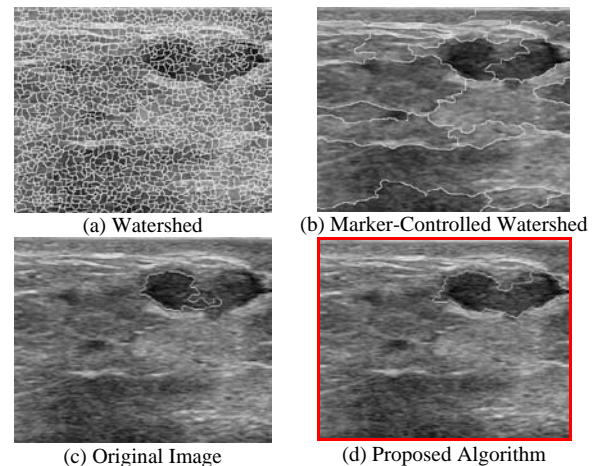 (a) Watershed
(b) Marker-Controlled Watershed
(c) Original Image
(d) Proposed Algorithm